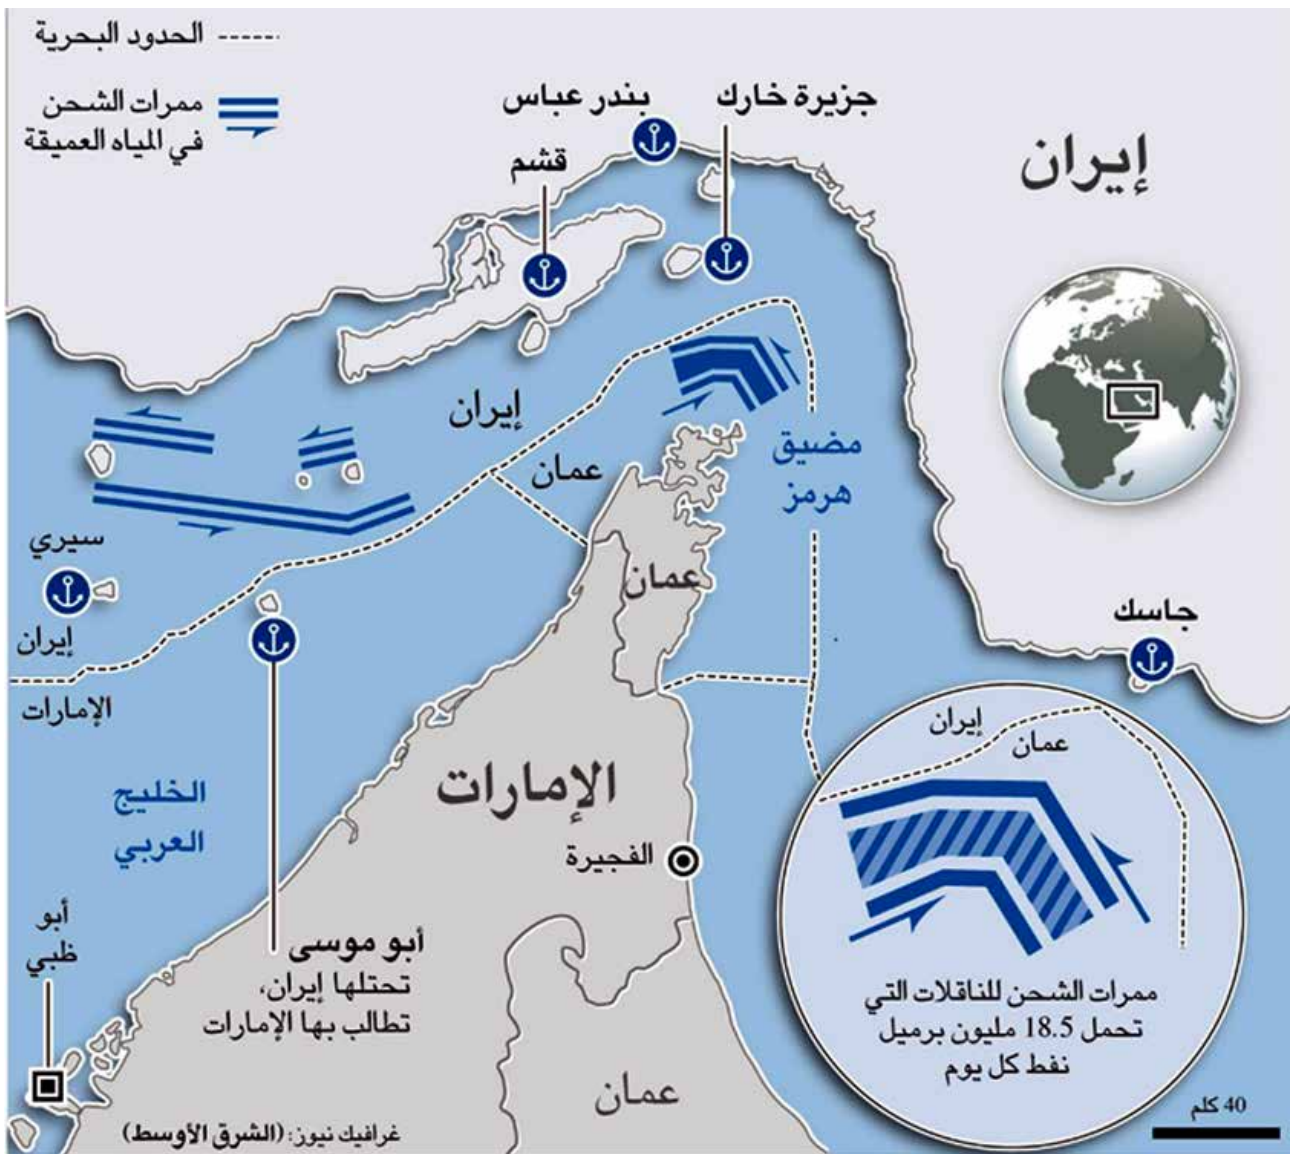 الحدود البحرية
ممرات الشحن
في المياه العميقة
بندر عباس
جزيرة خارك
قشم
إيران
إيران
عمان
مضيق
هرمز
سيري
إيران
الإمارات
عمان
جاسك
الخليج
العربي
الإمارات
الفجيرة
أبو
ظبي
أبو موسى
تحتلها إيران،
تطالب بها الإمارات
عمان
إيران
عمان
ممرات الشحن للناقلات التي
تحمل 18.5 مليون برميل
نفط كل يوم
40 كلم
غرافيك نيوز: (الشرق الأوسط)